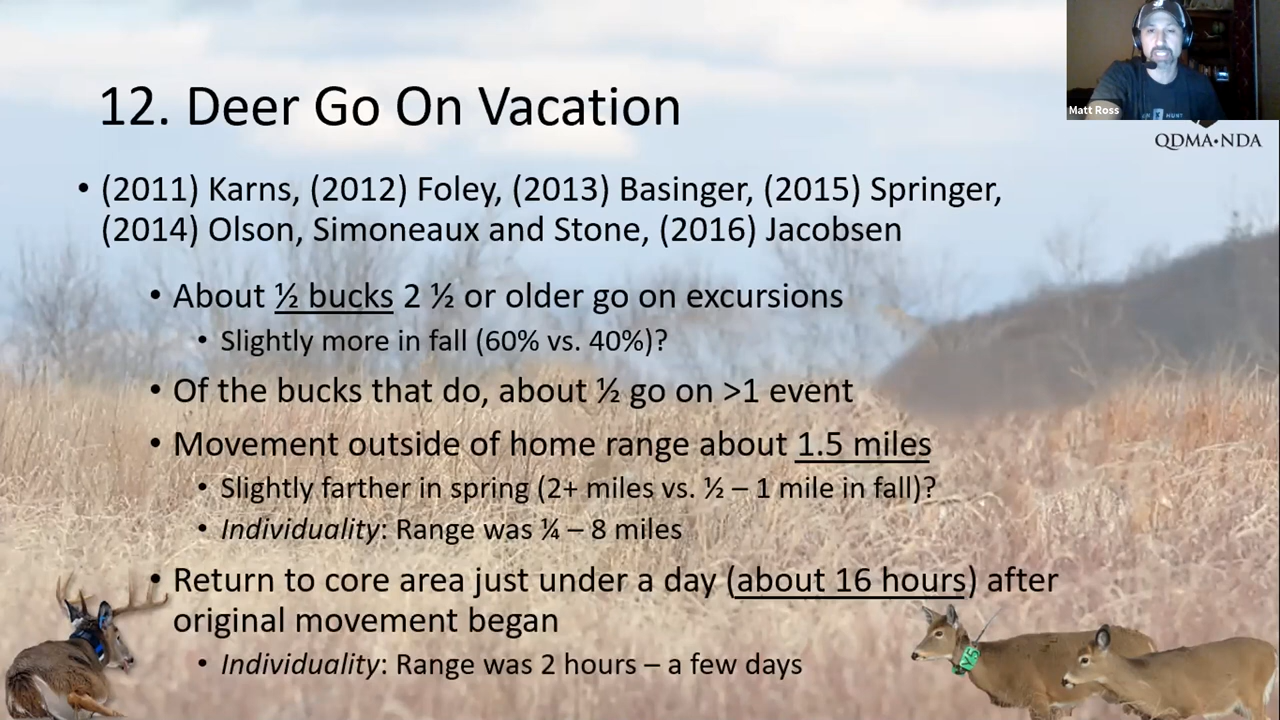 12. Deer Go On Vacation
Matt Ross
QDMA•NDA
• (2011) Karns, (2012) Foley, (2013) Basinger, (2015) Springer,
(2014) Olson, Simoneaux and Stone, (2016) Jacobsen
• About ½ bucks 2 ½ or older go on excursions
• Slightly more in fall (60% vs. 40%)?
• Of the bucks that do, about ½ go on >1 event
• Movement outside of home range about 1.5 miles
• Slightly farther in spring (2+ miles vs. ½ – 1 mile in fall)?
• Individuality: Range was ¼ – 8 miles
• Return to core area just under a day (about 16 hours) after
original movement began
• Individuality: Range was 2 hours – a few days